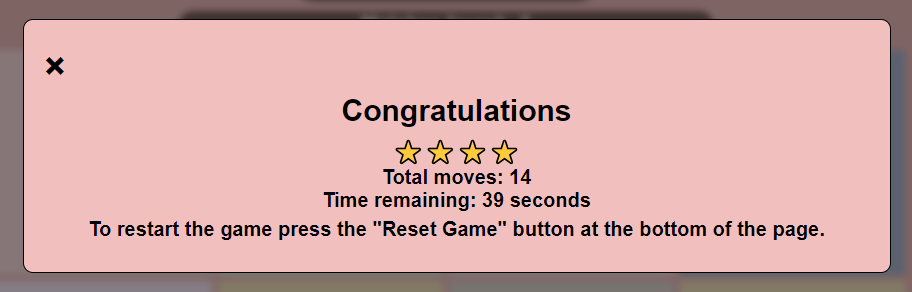 Congratulations
Total moves: 14
Time remaining: 39 seconds
To restart the game press the "Reset Game" button at the bottom of the page.